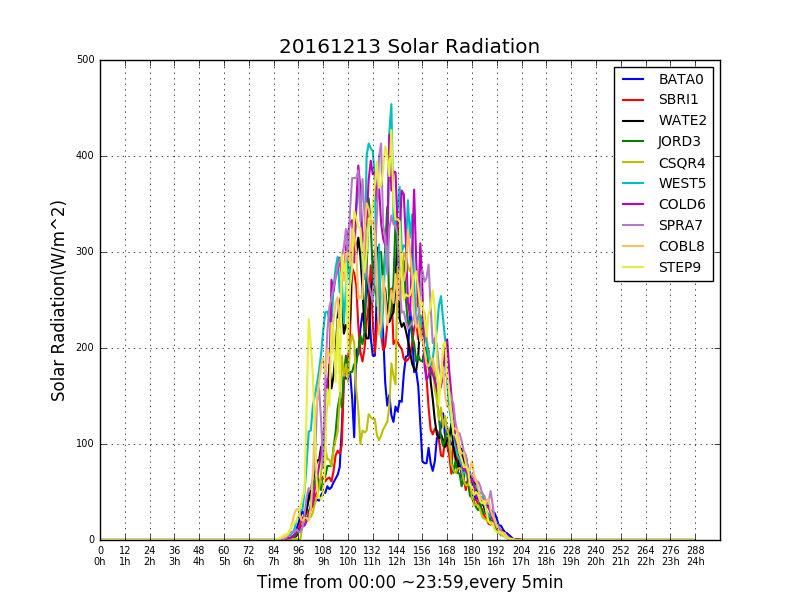 20161213 Solar Radiation
500
400
300
200
100
0
Solar Radiation(W/m^2)
BATA0
SBRI1
WATE2
JORD3
CSQR4
WEST5
COLD6
SPRA7
COBL8
STEP9
0 12 24 36 48 60 72 84 96 108 120 132 144 156 168 180 192 204 216 228 240 252 264 276 288
0h 1h 2h 3h 4h 5h 6h 7h 8h 9h 10h 11h 12h 13h 14h 15h 16h 17h 18h 19h 20h 21h 22h 23h 24h
Time from 00:00 ~23:59,every 5min